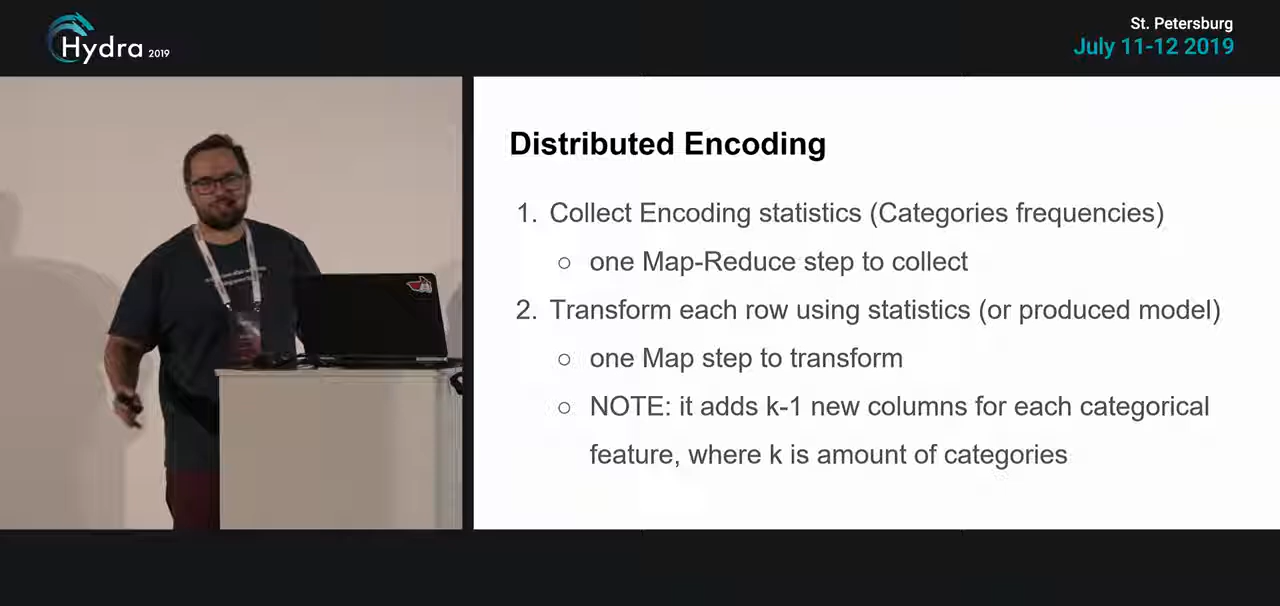 Hydra 2019
St. Petersburg
July 11-12 2019
Distributed Encoding
1. Collect Encoding statistics (Categories frequencies)
○ one Map-Reduce step to collect
2. Transform each row using statistics (or produced model)
○ one Map step to transform
○ NOTE: it adds k-1 new columns for each categorical
feature, where k is amount of categories